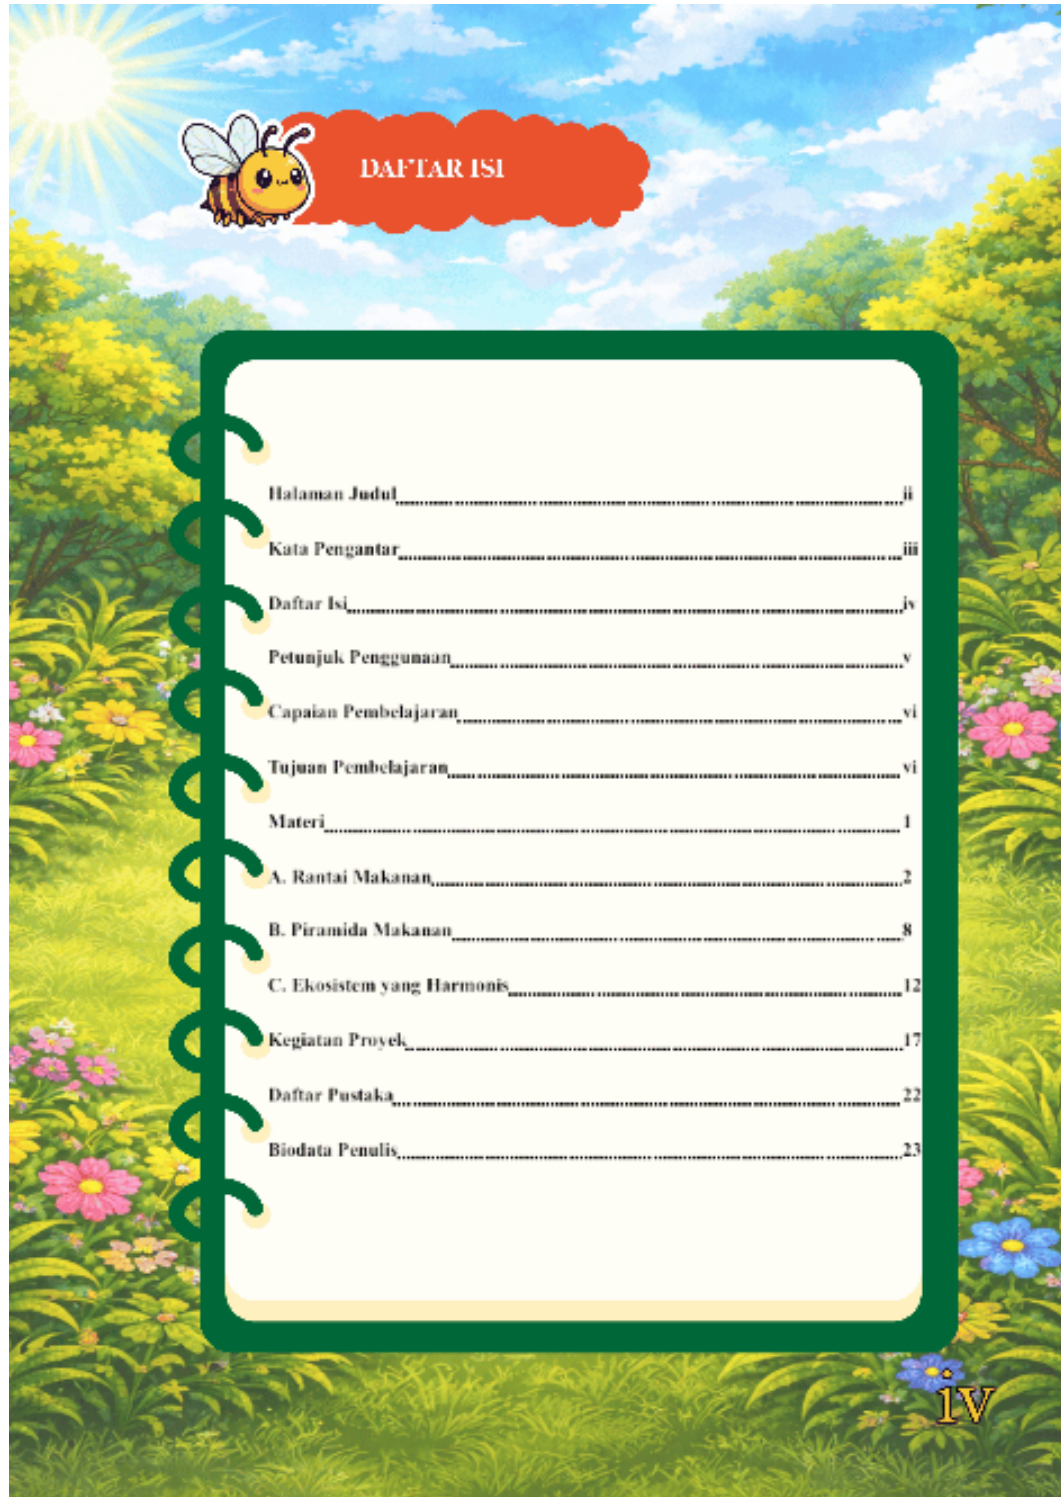 DAFTAR ISI
Halaman Judul ii
Kata Pengantar iii
Daftar Isi iv
Petunjuk Penggunaan v
Capaian Pembelajaran vi
Tujuan Pembelajaran vi
Materi 1
A. Rantai Makanan 2
B. Piramida Makanan 8
C. Ekosistem yang Harmonis 12
Kegiatan Proyek 17
Daftar Pustaka 22
Biodata Penulis 23
iv